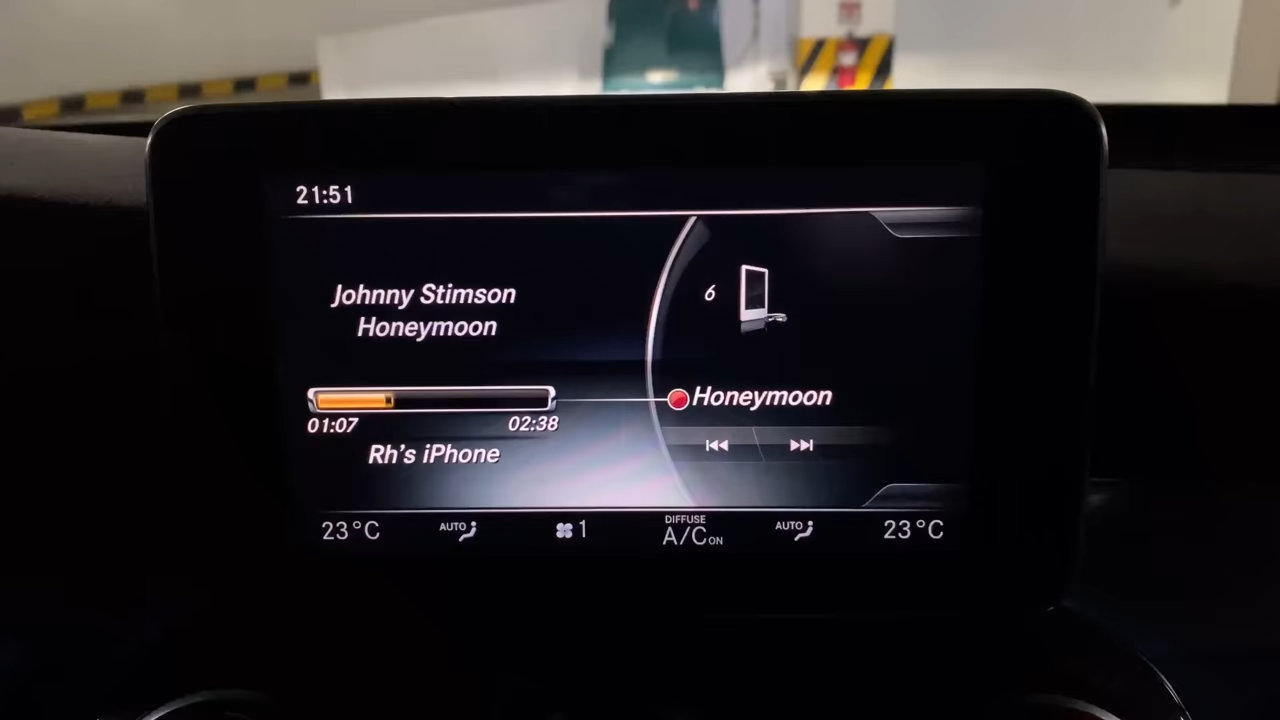 21:51
Johnny Stimson
Honeymoon
6
Honeymoon
01:07
02:38
Rh's iPhone
23°C
AUTO
1
DIFFUSE
A/C ON
AUTO
23°C